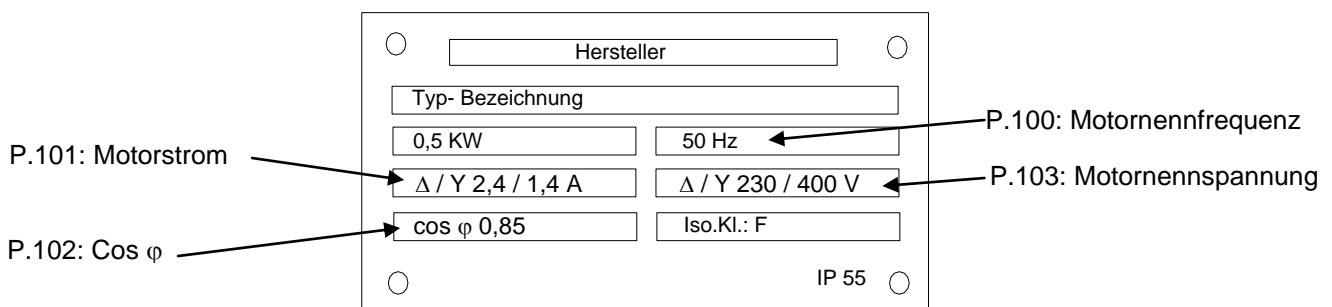 Hersteller
Typ- Bezeichnung
0,5 KW
50 Hz
P.100: Motornennfrequenz
P.101: Motorstrom
Δ / Y 2,4 / 1,4 A
Δ / Y 230 / 400 V
P.103: Motornennspannung
P.102: Cos φ
cos φ 0,85
Iso.Kl.: F
IP 55